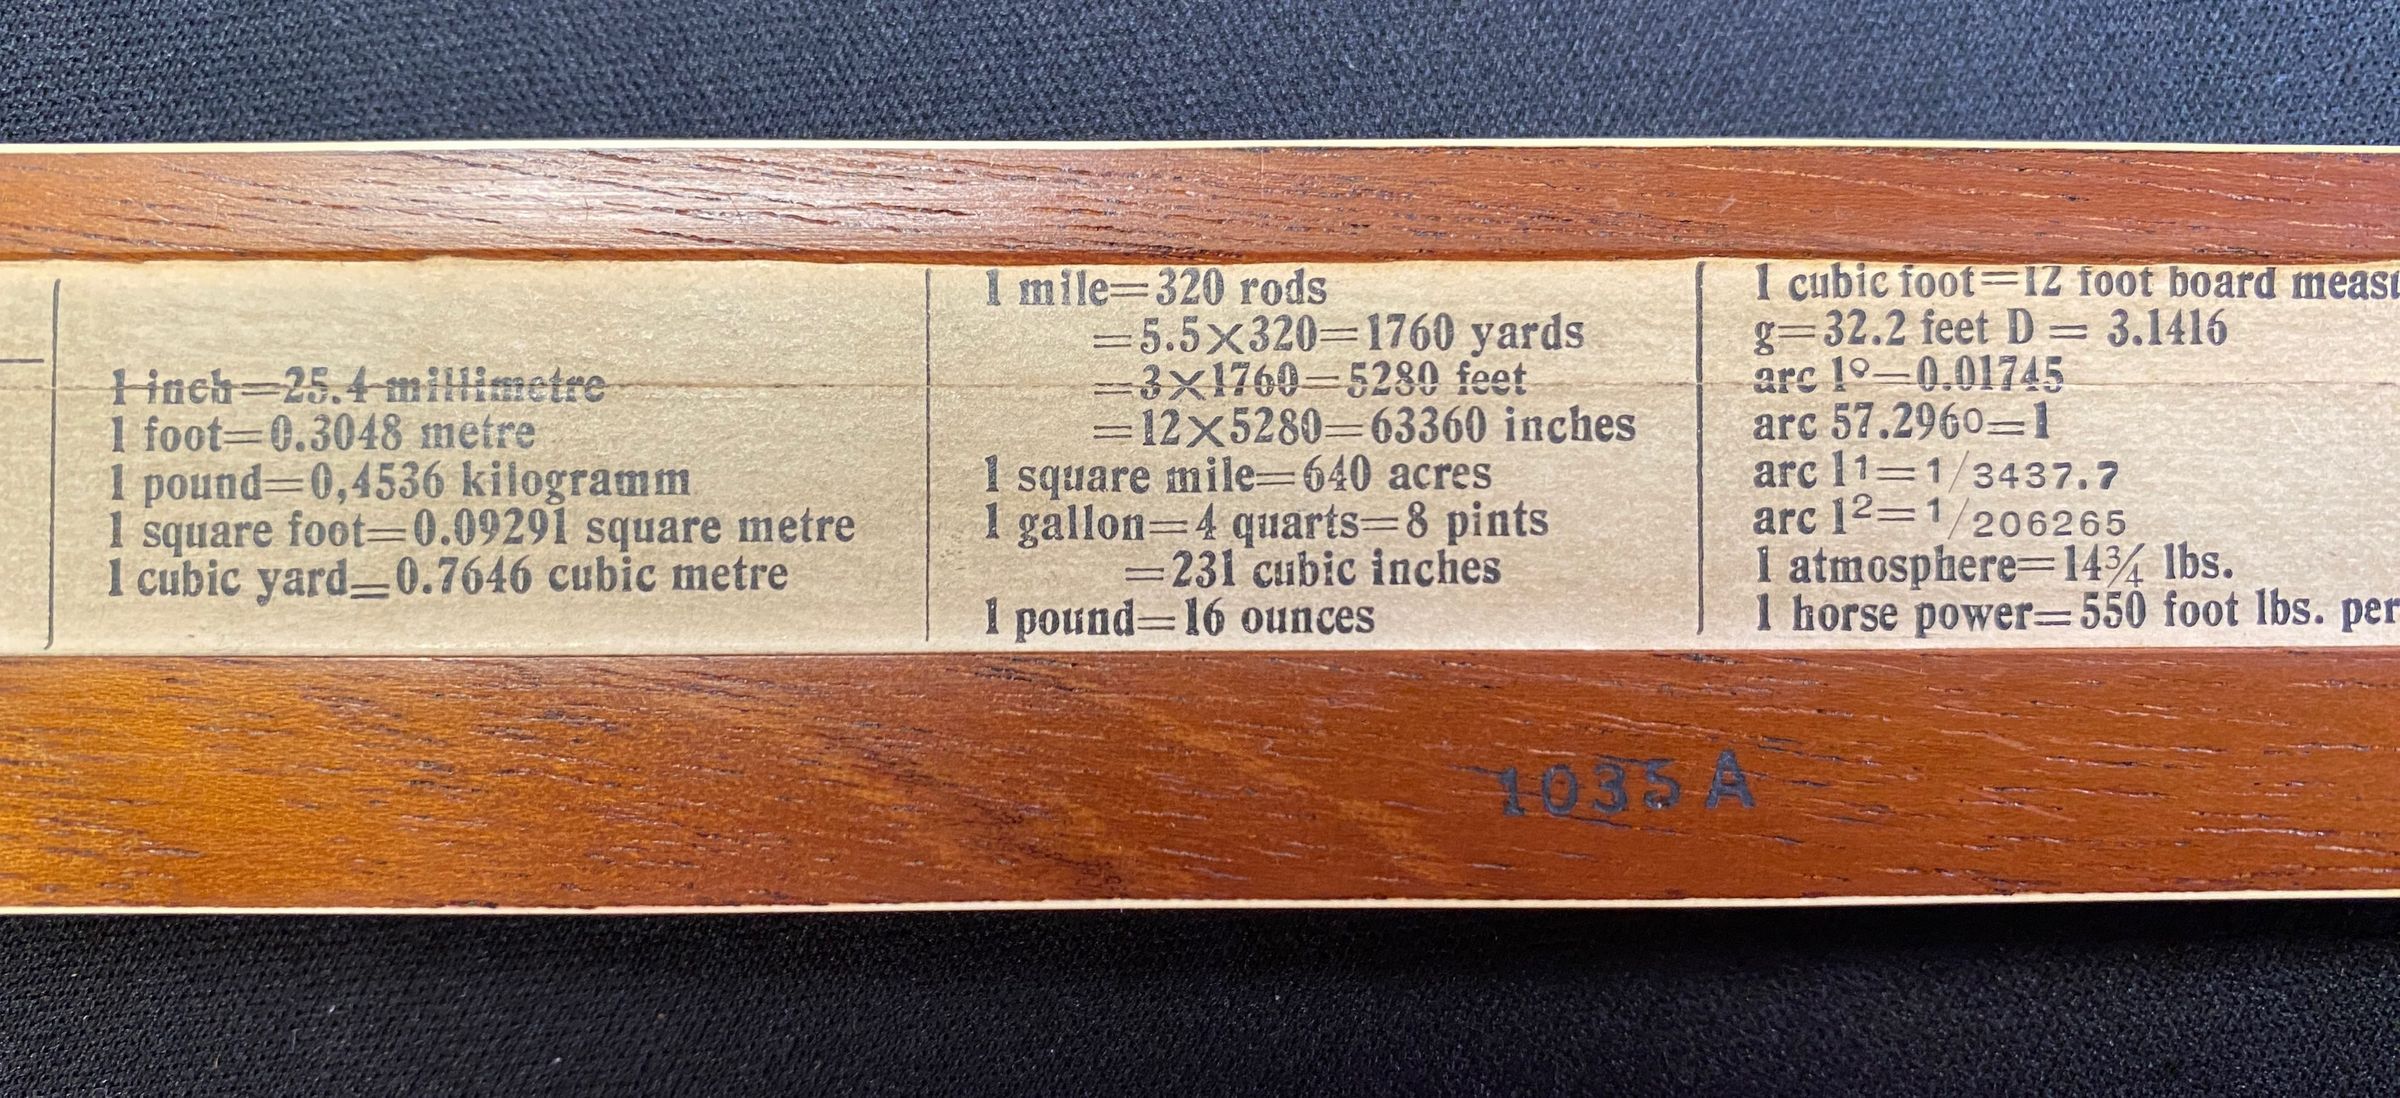 1 inch=25.4 millimetre
1 foot=0.3048 metre
1 pound=0,4536 kilogramm
1 square foot=0.09291 square metre
1 cubic yard=0.7646 cubic metre
1 mile=320 rods
=5.5×320=1760 yards
=3×1760=5280 feet
=12×5280=63360 inches
1 square mile=640 acres
1 gallon=4 quarts=8 pints
=231 cubic inches
1 pound=16 ounces
1 cubic foot=12 foot board
g=32.2 feet D = 3.1416
arc 1°=0.01745
arc 57.296o=1
arc 1¹=1/3437.7
arc 1²=1/206265
1 atmosphere=14¾ lbs.
1 horse power=550 foot lbs. per
1035 A